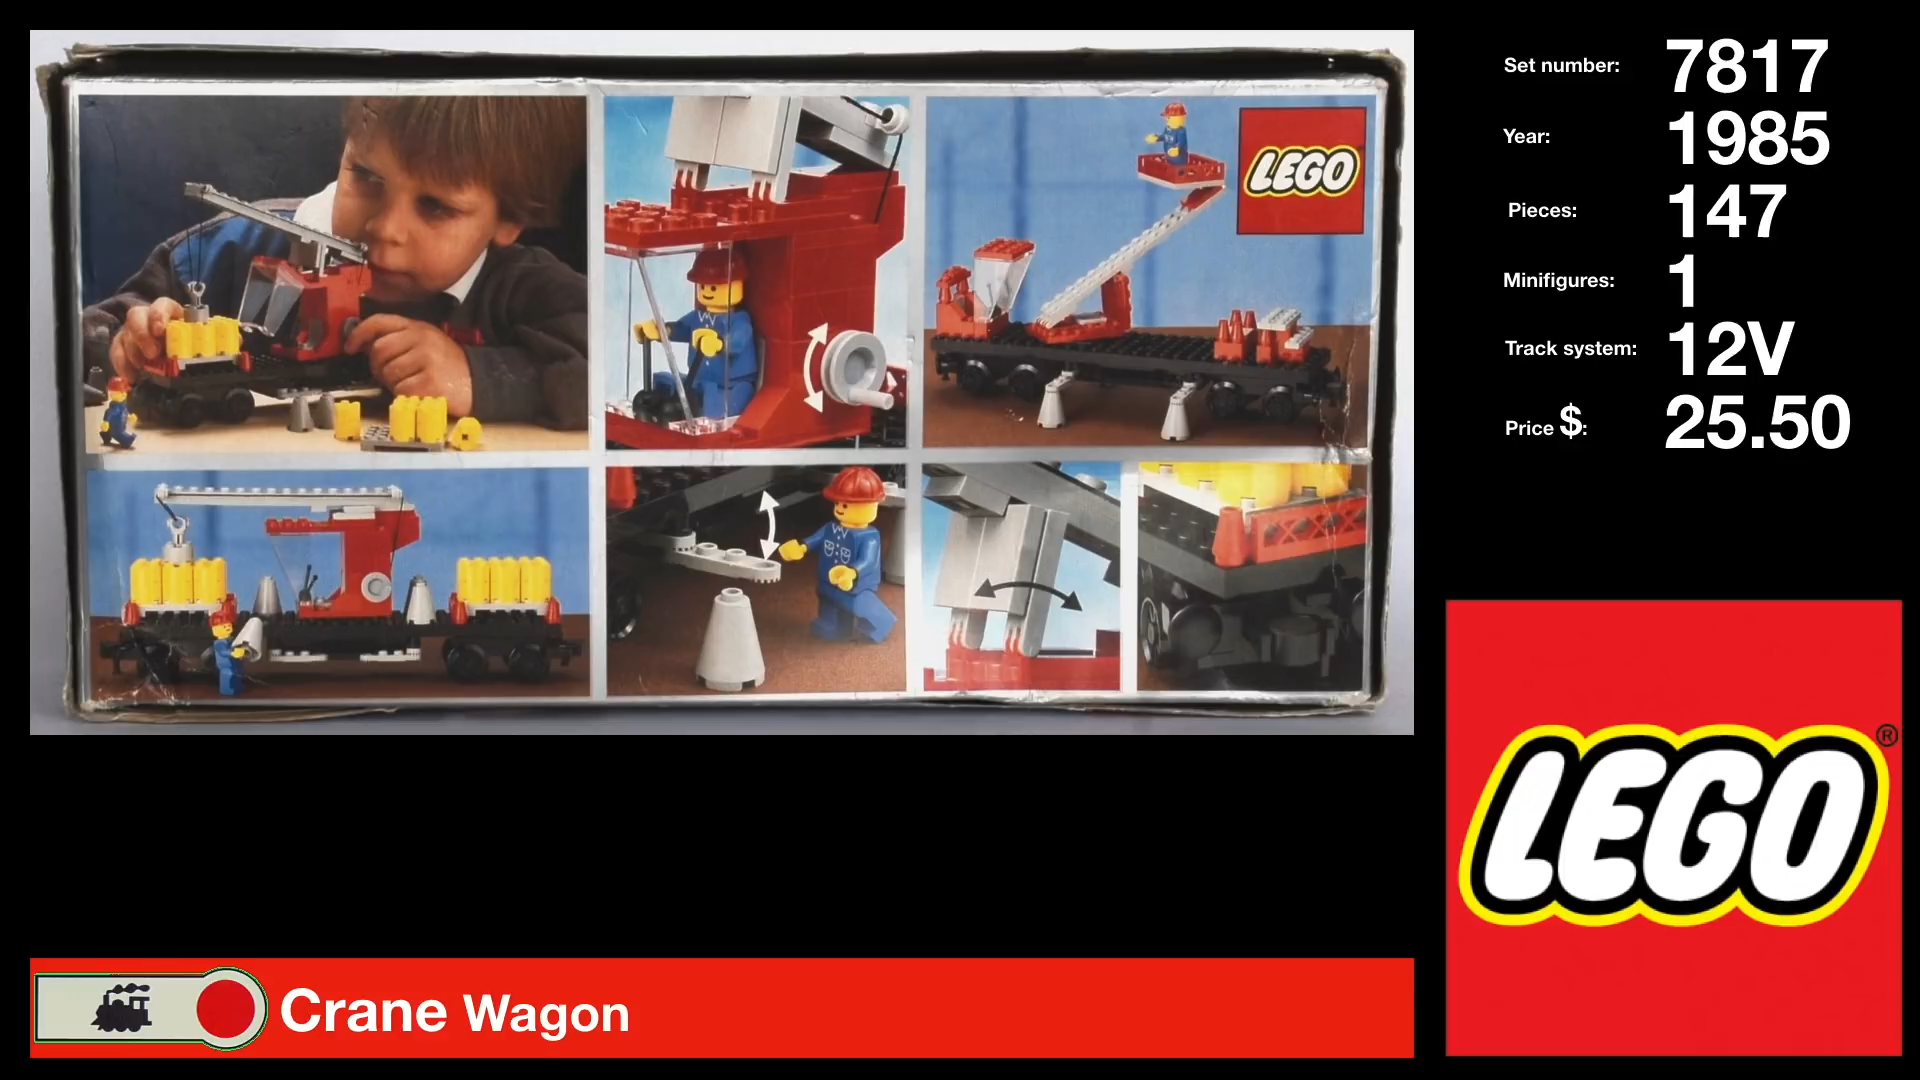 LEGO
Set number: 7817
Year: 1985
Pieces: 147
Minifigures: 1
Track system: 12V
Price $: 25.50
LEGO®
Crane Wagon